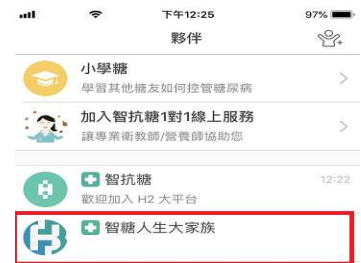 下午12:25
97%
夥伴
小學糖
學習其他糖友如何控管糖尿病
加入智抗糖1對1線上服務
讓專業衛教師/營養師協助您
智抗糖
12:22
歡迎加入 H2 大平台
智糖人生大家族